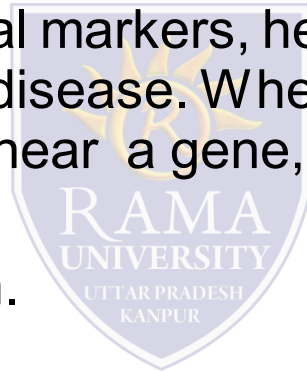 al markers, he
disease. Whe
near a gene,
RAMA
UNIVERSITY
UTTAR PRADESH
KANPUR
.